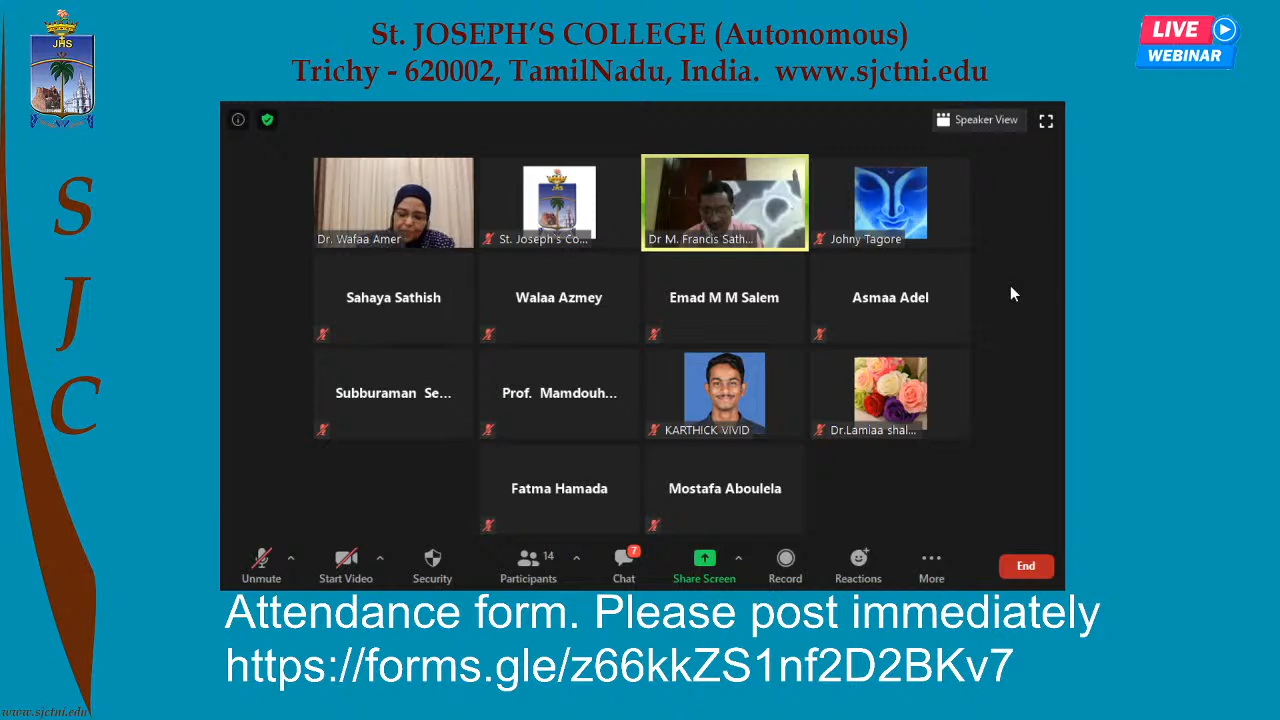 St. JOSEPH'S COLLEGE (Autonomous)
Trichy - 620002, TamilNadu, India. www.sjctni.edu
LIVE
WEBINAR
JHS
S
J
C
Speaker View
Dr. Wafaa Amer
JHS
St. Joseph's Co...
Dr M. Francis Sath...
Johny Tagore
Sahaya Sathish
Walaa Azmey
Emad M M Salem
Asmaa Adel
Subburaman Se...
Prof. Mamdouh...
KARTHICK VIVID
Dr.Lamiaa shal...
Fatma Hamada
Mostafa Aboulela
Unmute
Start Video
Security
14
Participants
7
Chat
Share Screen
Record
Reactions
More
End
Attendance form. Please post immediately
https://forms.gle/z66kkZS1nf2D2BKv7
www.sjctni.edu